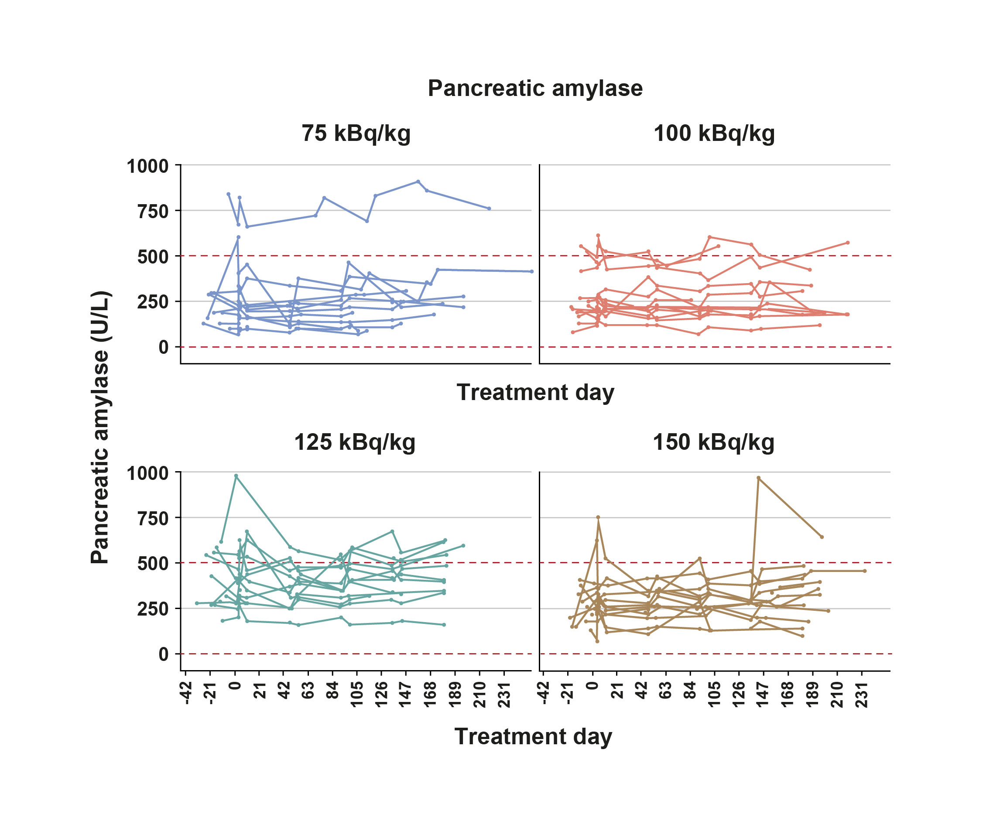 Pancreatic amylase
75 kBq/kg
100 kBq/kg
1000
750
500
250
0
Pancreatic amylase (U/L)
Treatment day
125 kBq/kg
150 kBq/kg
1000
750
500
250
0
-42 -21 0 21 42 63 84 105 126 147 168 189 210 231
-42 -21 0 21 42 63 84 105 126 147 168 189 210 231
Treatment day